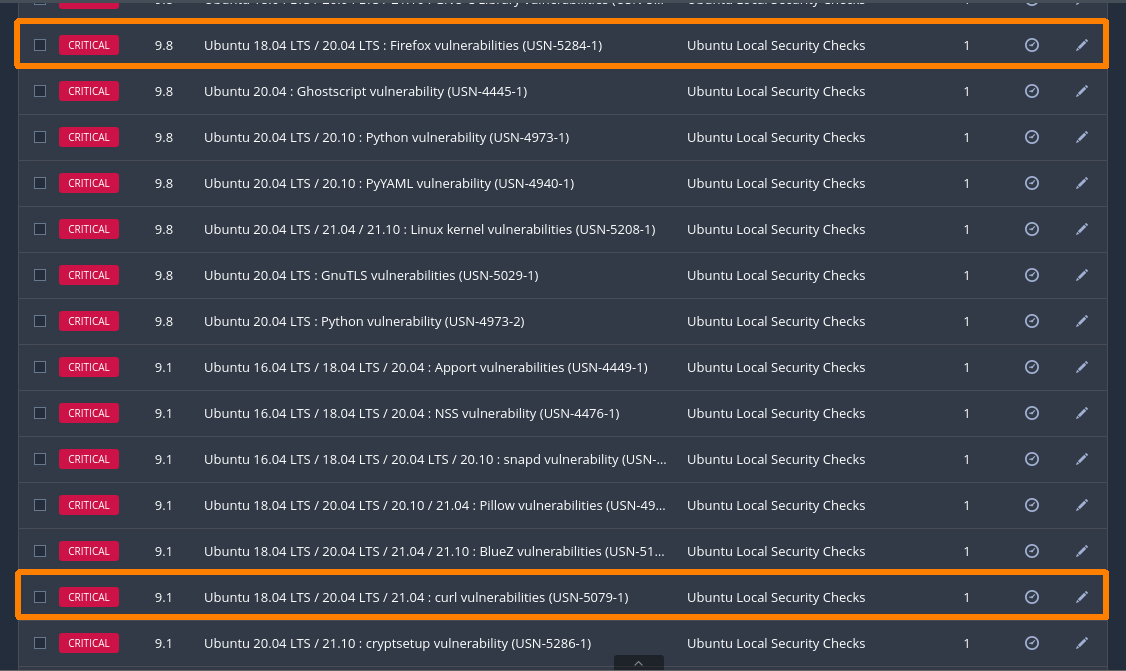 CRITICAL 9.8 Ubuntu 18.04 LTS / 20.04 LTS : Firefox vulnerabilities (USN-5284-1) Ubuntu Local Security Checks 1
CRITICAL 9.8 Ubuntu 20.04 : Ghostscript vulnerability (USN-4445-1) Ubuntu Local Security Checks 1
CRITICAL 9.8 Ubuntu 20.04 LTS / 20.10 : Python vulnerability (USN-4973-1) Ubuntu Local Security Checks 1
CRITICAL 9.8 Ubuntu 20.04 LTS / 20.10 : PyYAML vulnerability (USN-4940-1) Ubuntu Local Security Checks 1
CRITICAL 9.8 Ubuntu 20.04 LTS / 21.04 / 21.10 : Linux kernel vulnerabilities (USN-5208-1) Ubuntu Local Security Checks 1
CRITICAL 9.8 Ubuntu 20.04 LTS : GnuTLS vulnerabilities (USN-5029-1) Ubuntu Local Security Checks 1
CRITICAL 9.8 Ubuntu 20.04 LTS : Python vulnerability (USN-4973-2) Ubuntu Local Security Checks 1
CRITICAL 9.1 Ubuntu 16.04 LTS / 18.04 LTS / 20.04 : Apport vulnerabilities (USN-4449-1) Ubuntu Local Security Checks 1
CRITICAL 9.1 Ubuntu 16.04 LTS / 18.04 LTS / 20.04 : NSS vulnerability (USN-4476-1) Ubuntu Local Security Checks 1
CRITICAL 9.1 Ubuntu 16.04 LTS / 18.04 LTS / 20.04 LTS / 20.10 : snapd vulnerability (USN-... Ubuntu Local Security Checks 1
CRITICAL 9.1 Ubuntu 18.04 LTS / 20.04 LTS / 20.10 / 21.04 : Pillow vulnerabilities (USN-49... Ubuntu Local Security Checks 1
CRITICAL 9.1 Ubuntu 18.04 LTS / 20.04 LTS / 21.04 / 21.10 : BlueZ vulnerabilities (USN-51... Ubuntu Local Security Checks 1
CRITICAL 9.1 Ubuntu 18.04 LTS / 20.04 LTS / 21.04 : curl vulnerabilities (USN-5079-1) Ubuntu Local Security Checks 1
CRITICAL 9.1 Ubuntu 20.04 LTS / 21.10 : cryptsetup vulnerability (USN-5286-1) Ubuntu Local Security Checks 1